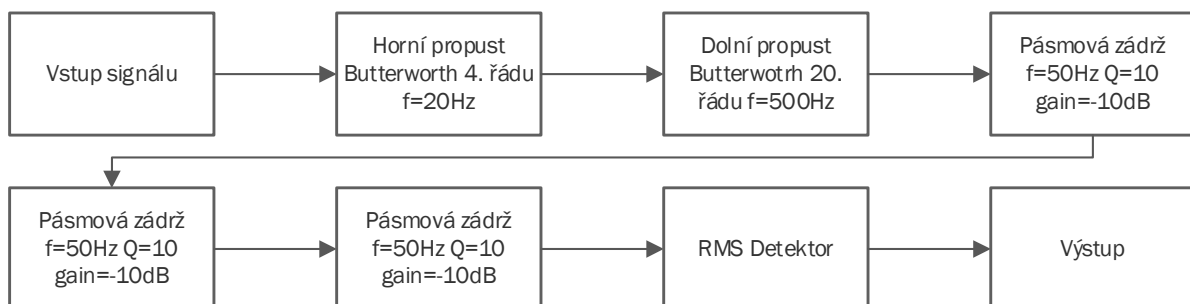 Vstup signálu
Horní propust
Butterworth 4. řádu
f=20Hz
Dolní propust
Butterwotrh 20.
řádu f=500Hz
Pásmová zádrž
f=50Hz Q=10
gain=-10dB
Pásmová zádrž
f=50Hz Q=10
gain=-10dB
Pásmová zádrž
f=50Hz Q=10
gain=-10dB
RMS Detektor
Výstup